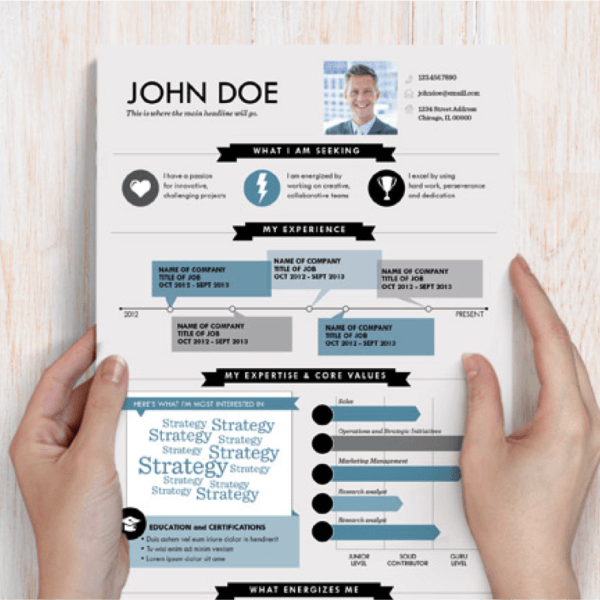 JOHN DOE
This is where the main headline will go.
123.456.7890
johndoe@email.com
1234 Street Address
Chicago, IL 00000
WHAT I AM SEEKING
I have a passion
for innovative,
challenging projects
I am energized by
working on creative,
collaborative teams
I excel by using
hard work, perseverance
and dedication
MY EXPERIENCE
NAME OF COMPANY
TITLE OF JOB
OCT 2012 - SEPT 2013
NAME OF COMPANY
TITLE OF JOB
OCT 2012 - SEPT 2013
NAME OF COMPANY
TITLE OF JOB
OCT 2012 - SEPT 2013
2012
PRESENT
NAME OF COMPANY
TITLE OF JOB
OCT 2012 - SEPT 2013
NAME OF COMPANY
TITLE OF JOB
OCT 2012 - SEPT 2013
MY EXPERTISE & CORE VALUES
HERE'S WHAT I'M MOST INTERESTED IN
Strategy Strategy
Strategy Strategy
Strategy Strategy
Strategy Strategy
Strategy Strategy
Strategy Strategy
EDUCATION and CERTIFICATIONS
• Duis autem vel eum iriure dolor in hendrerit
• Tu wisi enim ad minim veniam
• Lorem ipsum dolor sit ame
Sales
Operations and Strategic Initiatives
Marketing Management
Research analyst
Research analyst
JUNIOR
LEVEL
SOLID
CONTRIBUTOR
GURU
LEVEL
WHAT ENERGIZES ME